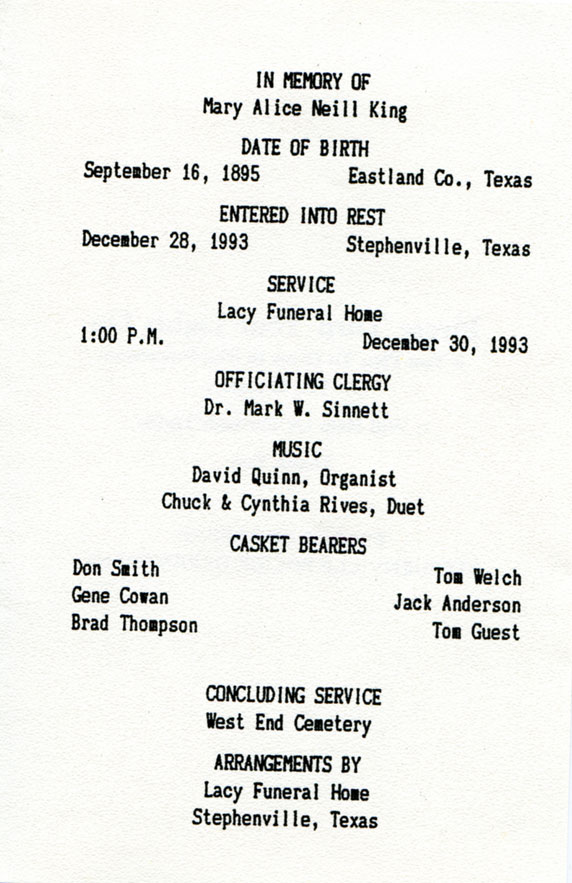 IN MEMORY OF
Mary Alice Neill King
DATE OF BIRTH
September 16, 1895 Eastland Co., Texas
ENTERED INTO REST
December 28, 1993 Stephenville, Texas
SERVICE
Lacy Funeral Home
1:00 P.M. December 30, 1993
OFFICIATING CLERGY
Dr. Mark W. Sinnett
MUSIC
David Quinn, Organist
Chuck & Cynthia Rives, Duet
CASKET BEARERS
Don Smith Tom Welch
Gene Cowan Jack Anderson
Brad Thompson Tom Guest
CONCLUDING SERVICE
West End Cemetery
ARRANGEMENTS BY
Lacy Funeral Home
Stephenville, Texas